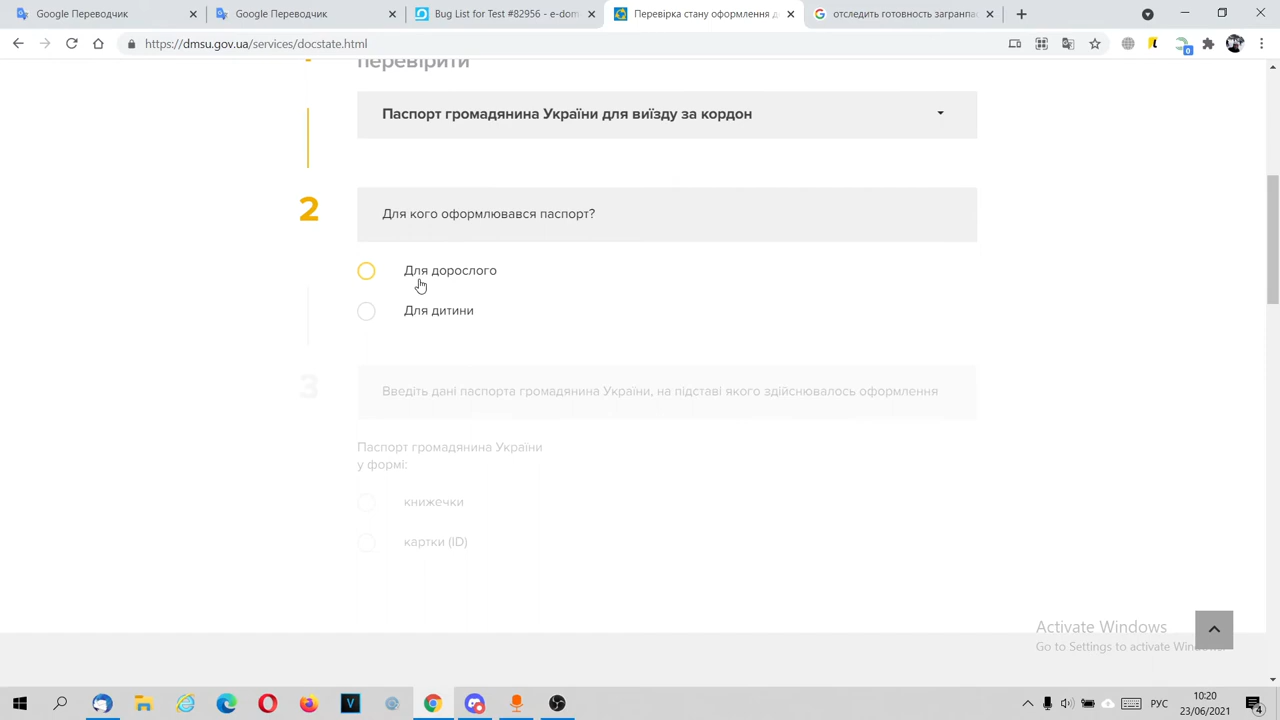 Google Переводчик
Google Переводчик
Bug List for Test #82956 - e-dom
Перевірка стану оформлення д
отследить готовность загранпас
https://dmsu.gov.ua/services/docstate.html
0
перевірити
Паспорт громадянина України для виїзду за кордон
2
Для кого оформлювався паспорт?
Для дорослого
Для дитини
3
Введіть дані паспорта громадянина України, на підставі якого здійснювалось оформлення
Паспорт громадянина України
у формі:
книжечки
картки (ID)
Activate Windows
Go to Settings to activate Windows.
РУС
10:20
23/06/2021
4